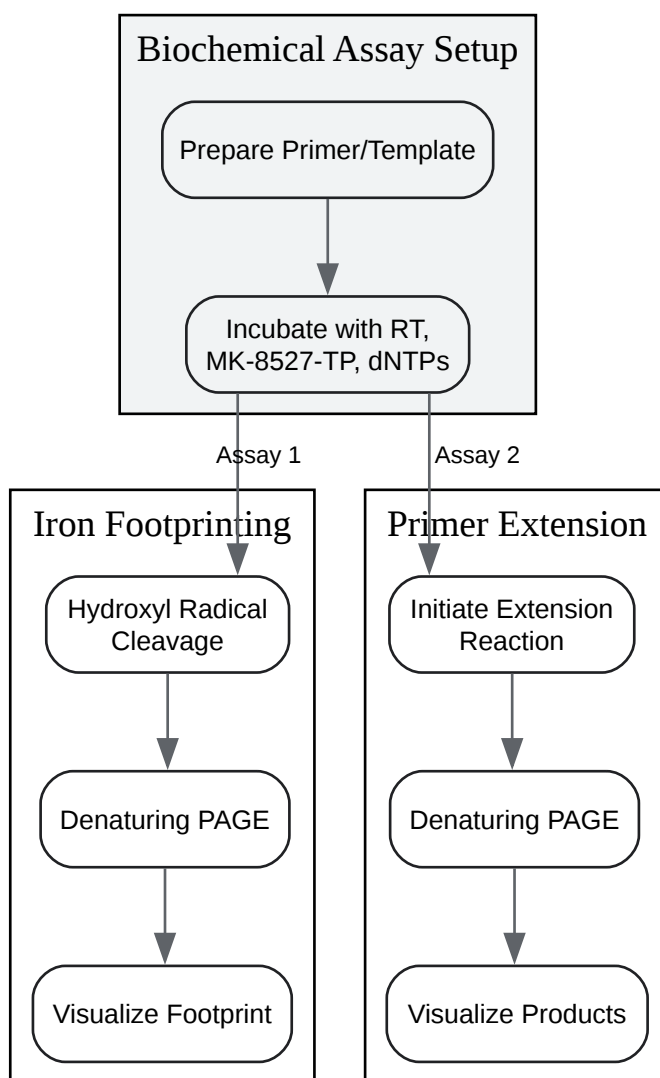 Biochemical Assay Setup
Prepare Primer/Template
Incubate with RT,
MK-8527-TP, dNTPs
Assay 1
Assay 2
Iron Footprinting
Hydroxyl Radical
Cleavage
Denaturing PAGE
Visualize Footprint
Primer Extension
Initiate Extension
Reaction
Denaturing PAGE
Visualize Products